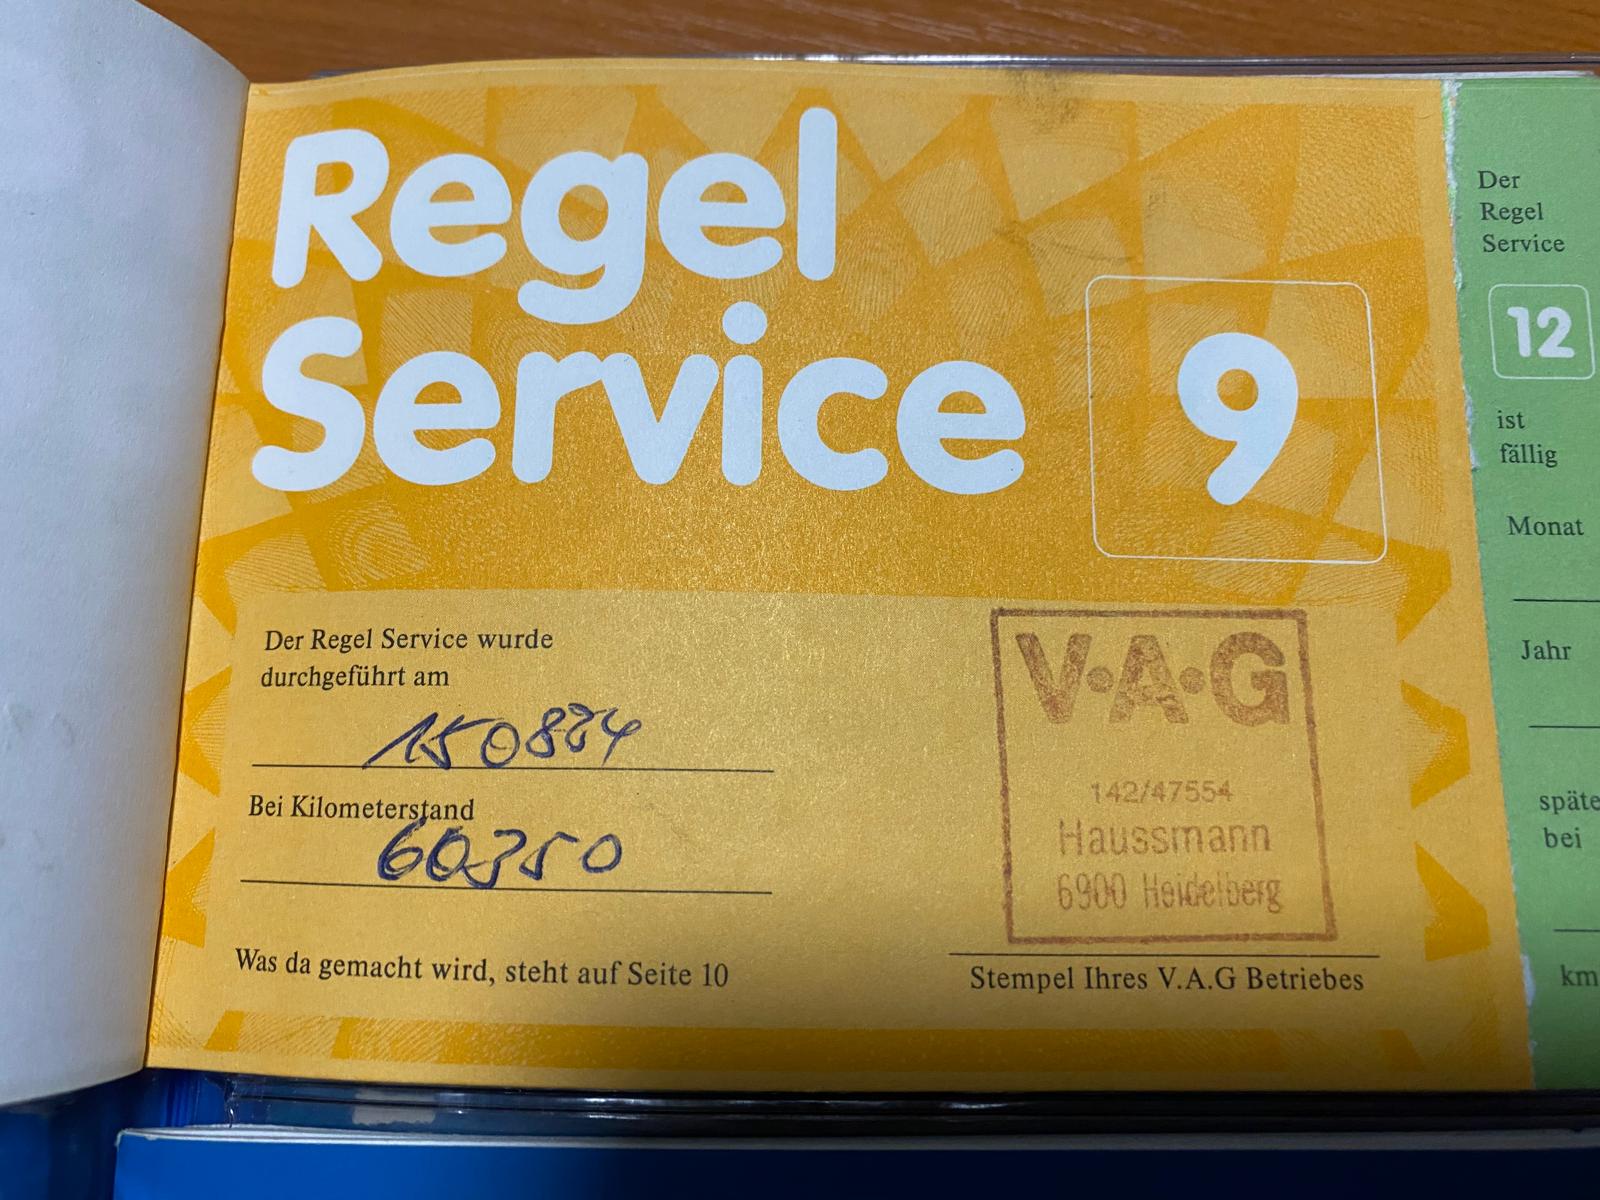 Regel
Service 9
Der Regel Service wurde
durchgeführt am
150884
Bei Kilometerstand
60350
Was da gemacht wird, steht auf Seite 10
V•A•G
142/47554
Haussmann
6900 Heidelberg
Stempel Ihres V.A.G Betriebes
Der
Regel
Service
12
ist
fällig
Monat
Jahr
späte
bei
km